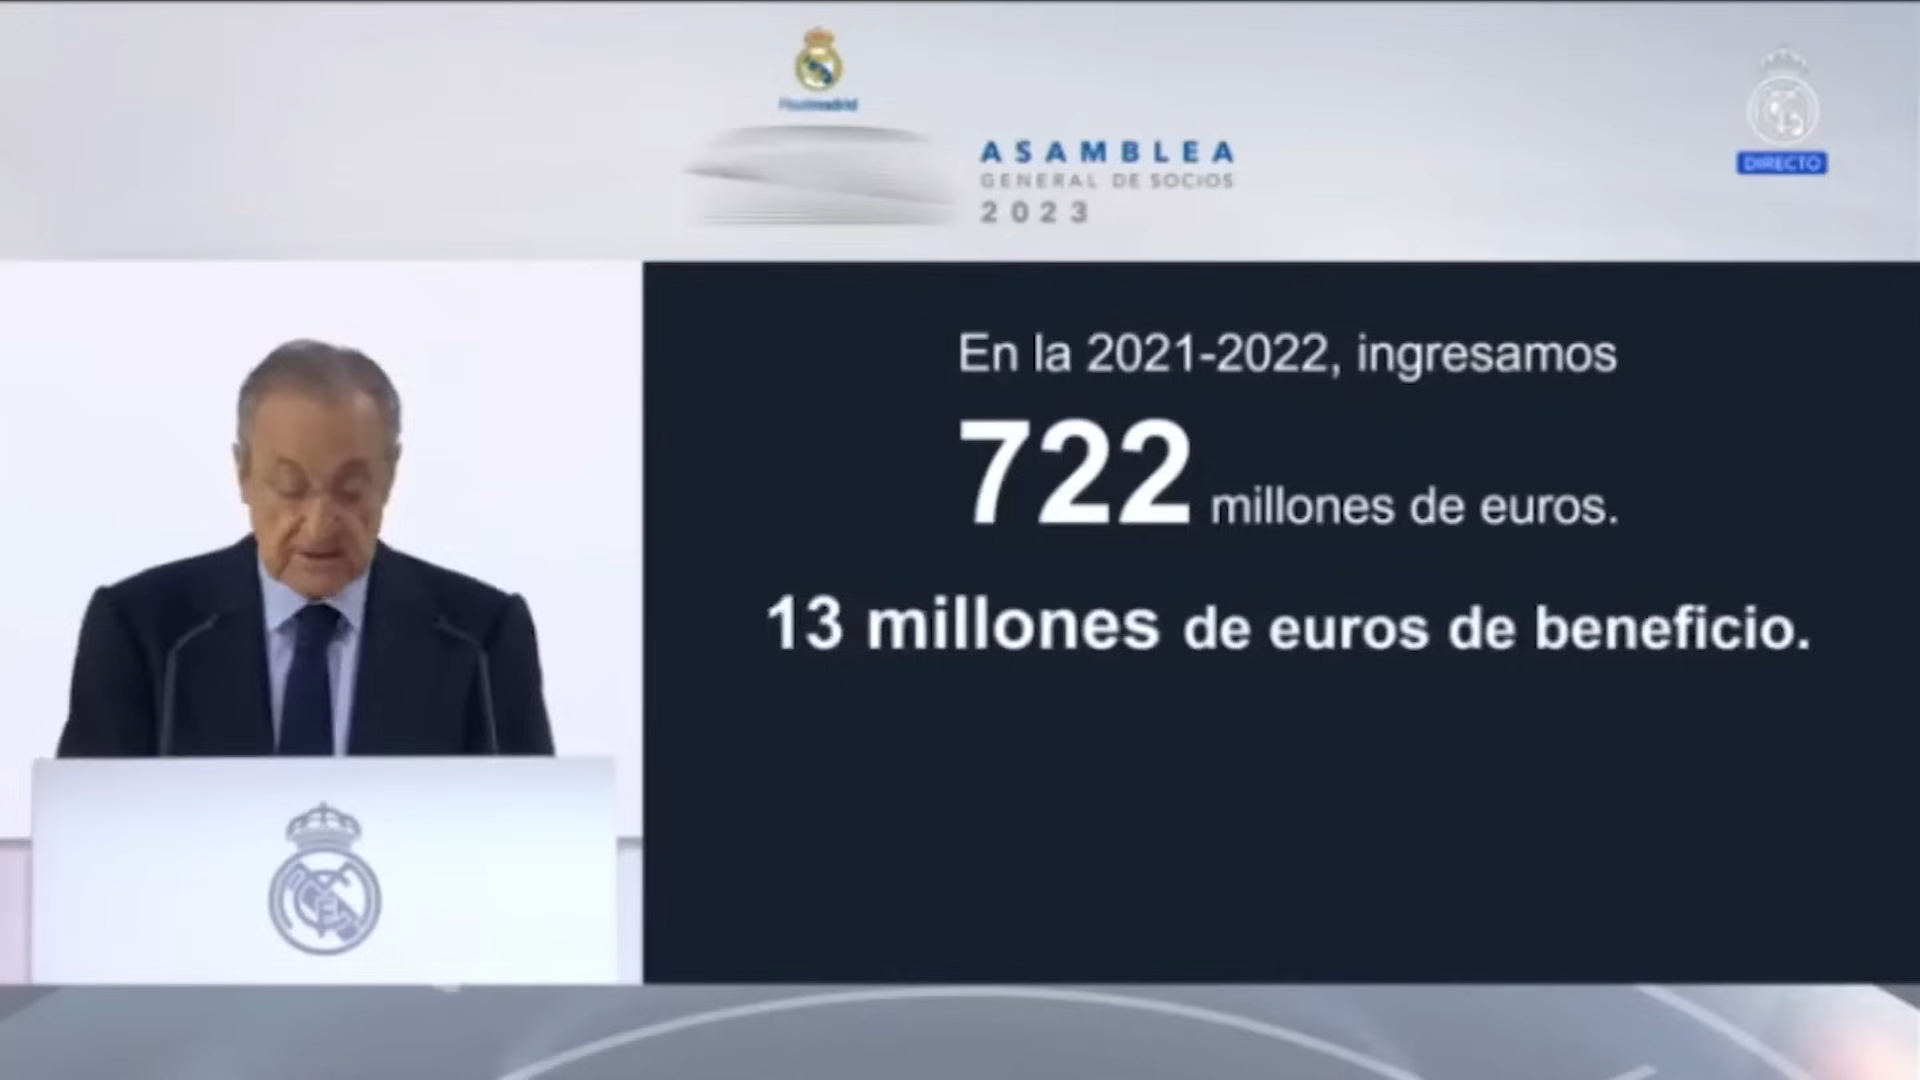 Realmadrid
ASAMBLEA
GENERAL DE SOCIOS
2023
DIRECTO
En la 2021-2022, ingresamos
722 millones de euros.
13 millones de euros de beneficio.